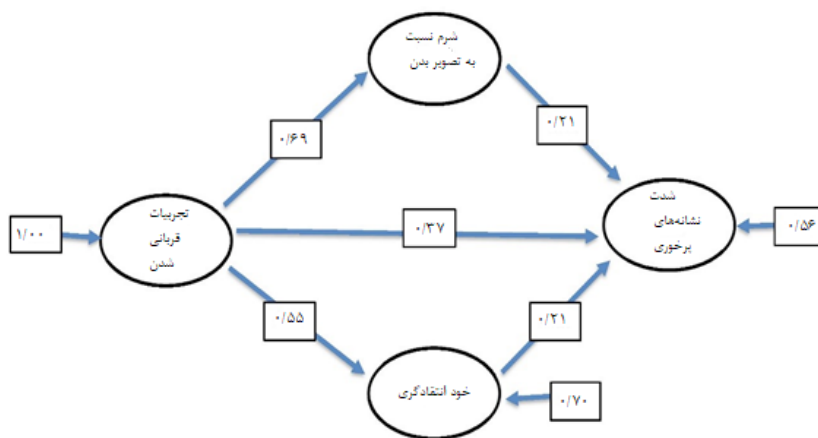 شرم نسبت
به تصویر بدن
۰/۶۹
۰/۲۱
تجربیات
قربانی
شدن
۱/۰۰
۰/۳۷
شدت
نشانه‌های
پرخوری
۰/۵۶
۰/۵۵
۰/۲۱
خود انتقادگری
۰/۷۰